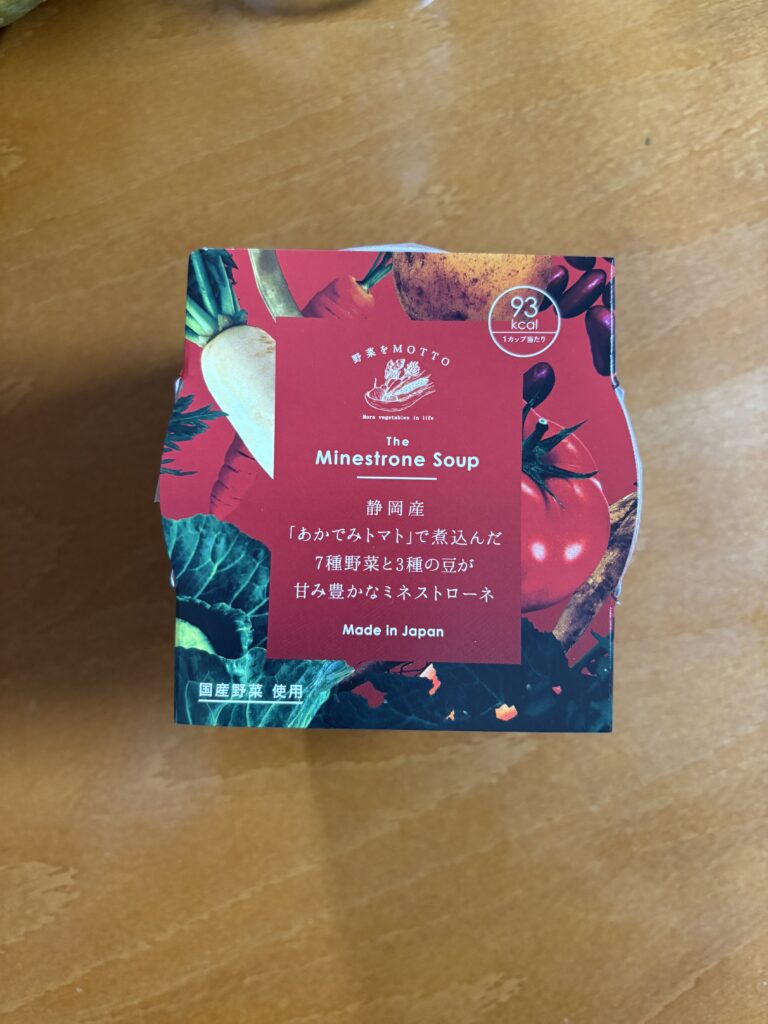 93
kcal
1カップ当たり
野菜をMOTTO
More vegetables in life
The
Minestrone Soup
静岡産
「あかでみトマト」で煮込んだ
7種野菜と3種の豆が
甘み豊かなミネストローネ
Made in Japan
国産野菜 使用